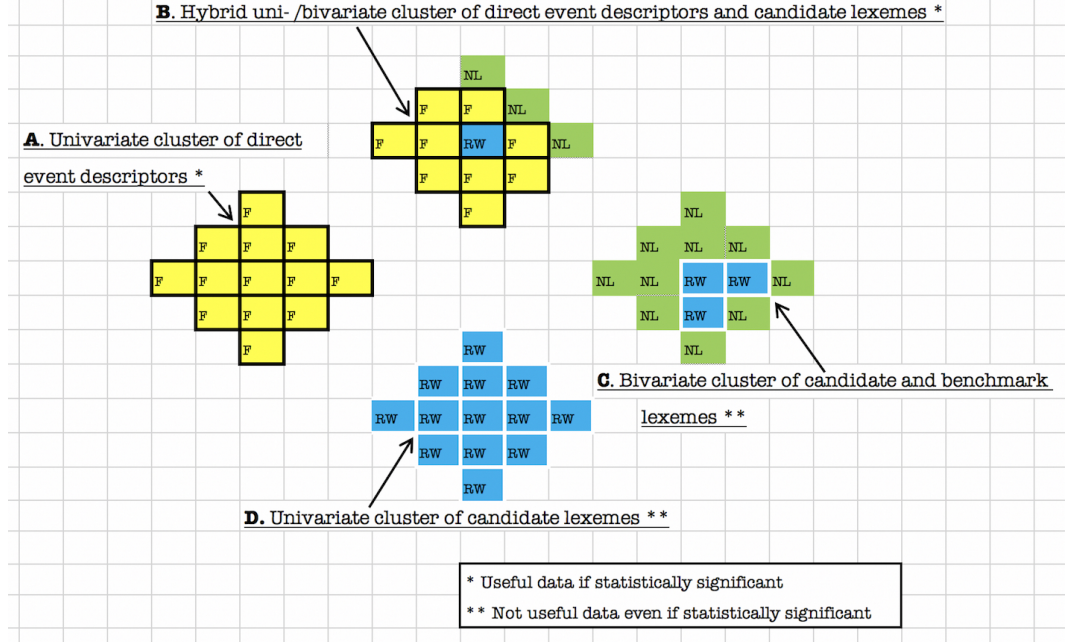 B. Hybrid uni- /bivariate cluster of direct event descriptors and candidate lexemes *
NL
F F NL
A. Univariate cluster of direct
F F RW F NL
event descriptors *
F F F
F
F
NL
F F F
NL NL NL
F F F F F
NL NL RW RW NL
F F F
NL RW NL
F
RW
NL
RW RW RW
C. Bivariate cluster of candidate and benchmark
lexemes **
RW RW RW RW RW
RW RW RW
RW
D. Univariate cluster of candidate lexemes **
* Useful data if statistically significant
** Not useful data even if statistically significant